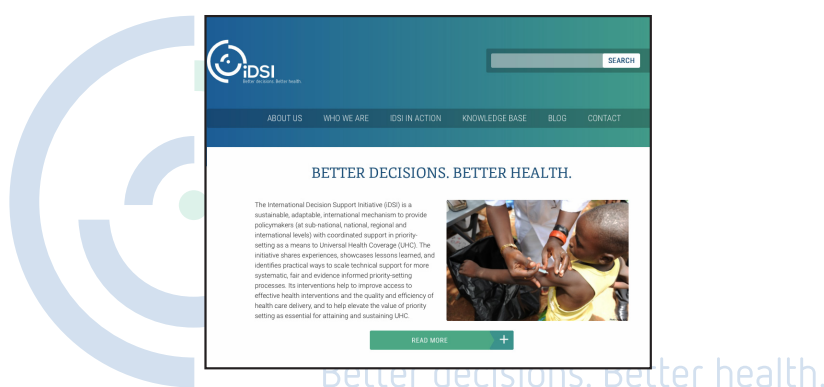 iDSI
Better decisions. Better health.
SEARCH
ABOUT US WHO WE ARE IDSI IN ACTION KNOWLEDGE BASE BLOG CONTACT
BETTER DECISIONS. BETTER HEALTH.
The International Decision Support Initiative (iDSI) is a
sustainable, adaptable, international mechanism to provide
policymakers (at sub-national, national, regional and
international levels) with coordinated support in priority-
setting as a means to Universal Health Coverage (UHC). The
initiative shares experiences, showcases lessons learned, and
identifies practical ways to scale technical support for more
systematic, fair and evidence informed priority-setting
processes. Its interventions help to improve access to
effective health interventions and the quality and efficiency of
health care delivery, and to help elevate the value of priority
setting as essential for attaining and sustaining UHC.
READ MORE +
Better decisions. Better health.